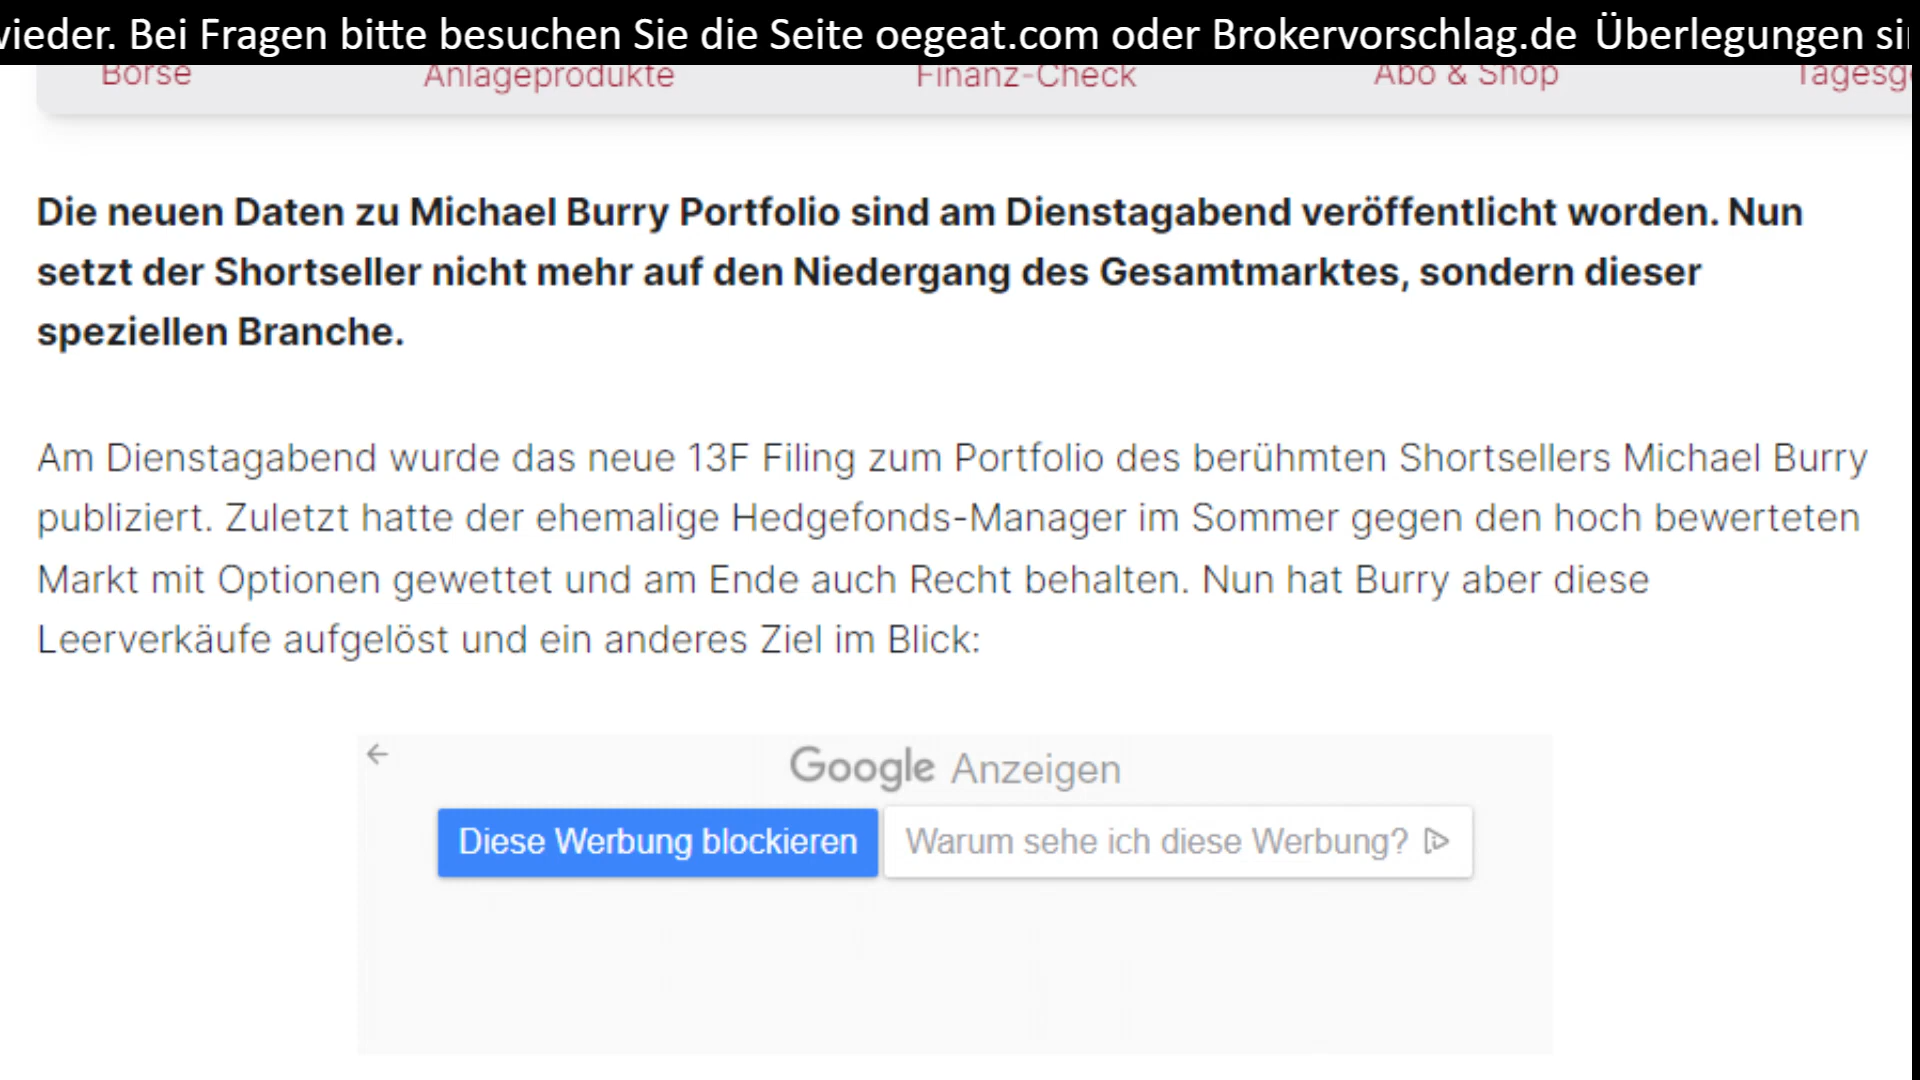 wieder. Bei Fragen bitte besuchen Sie die Seite oegeat.com oder Brokervorschlag.de Überlegungen
Börse Anlageprodukte Finanz-Check Abo & Shop
Die neuen Daten zu Michael Burry Portfolio sind am Dienstagabend veröffentlicht worden. Nun
setzt der Shortseller nicht mehr auf den Niedergang des Gesamtmarktes, sondern dieser
speziellen Branche.
Am Dienstagabend wurde das neue 13F Filing zum Portfolio des berühmten Shortsellers Michael Burry
publiziert. Zuletzt hatte der ehemalige Hedgefonds-Manager im Sommer gegen den hoch bewerteten
Markt mit Optionen gewettet und am Ende auch Recht behalten. Nun hat Burry aber diese
Leerverkäufe aufgelöst und ein anderes Ziel im Blick:
Google Anzeigen
Diese Werbung blockieren Warum sehe ich diese Werbung?